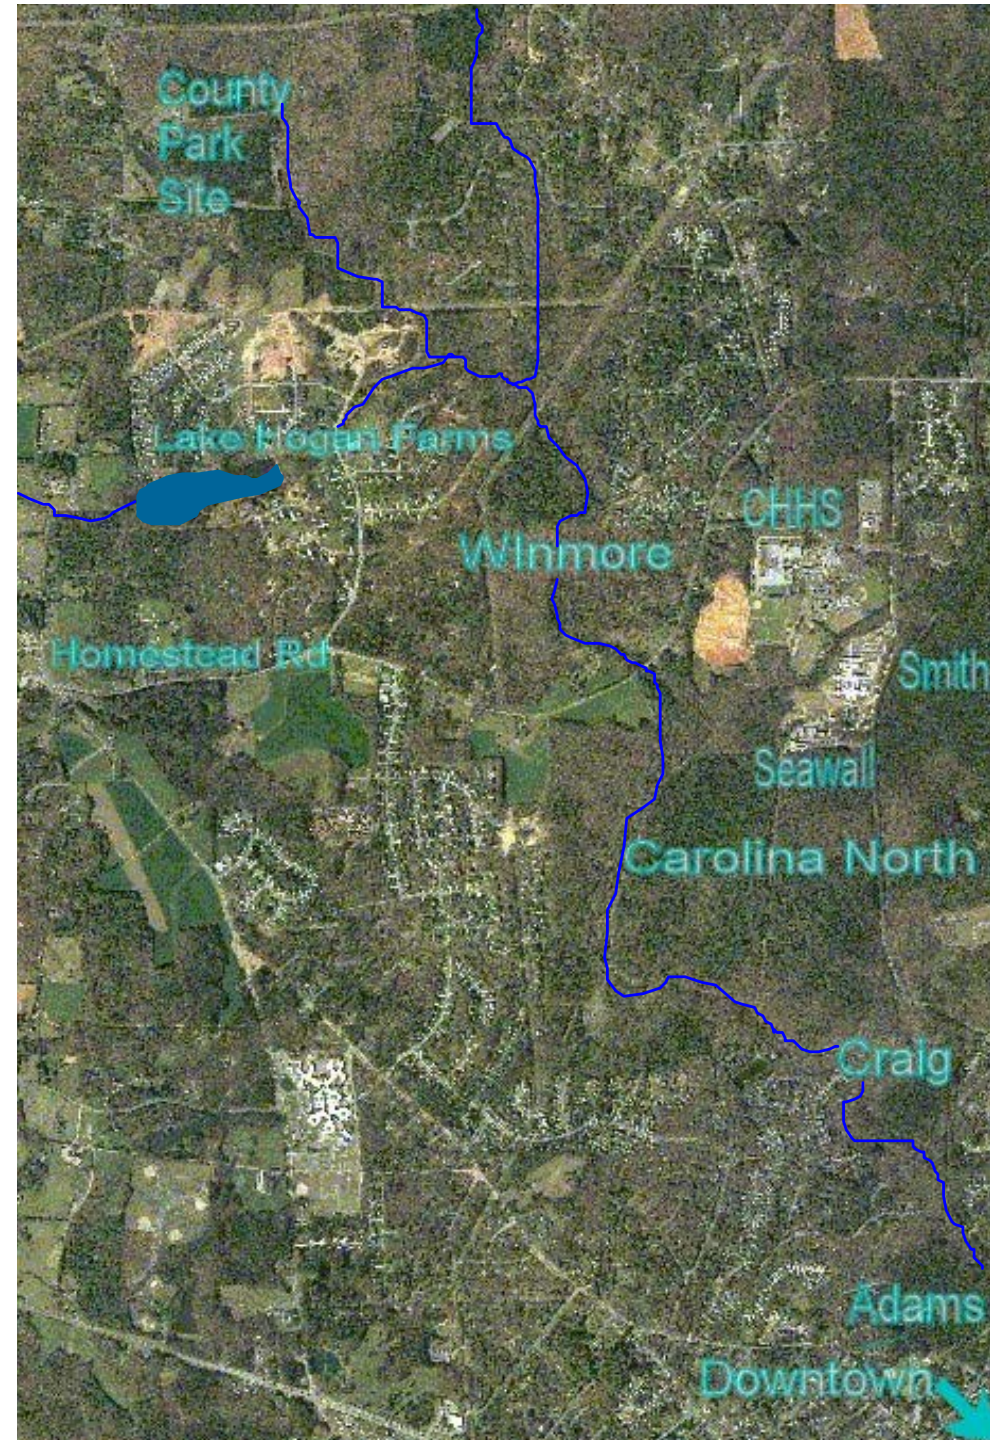 County
Park
Site
Lake Hogan Farms
CHHS
Winmore
Homestead Rd
Smith
Seawall
Carolina North
Craig
Adams
Downtown